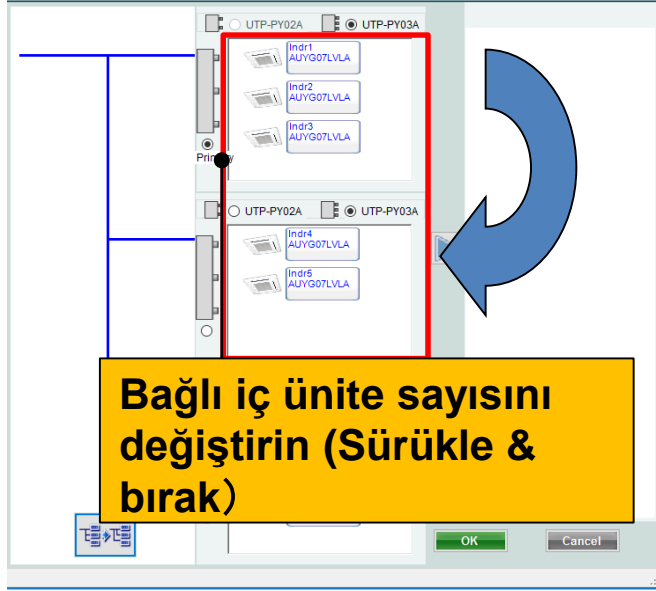 UTP-PY02A UTP-PY03A
Indr1
AUYG07LVLA
Indr2
AUYG07LVLA
Indr3
AUYG07LVLA
UTP-PY02A UTP-PY03A
Indr4
AUYG07LVLA
Indr5
AUYG07LVLA
Bağlı iç ünite sayısını
değiştirin (Sürükle &
bırak）
OK Cancel